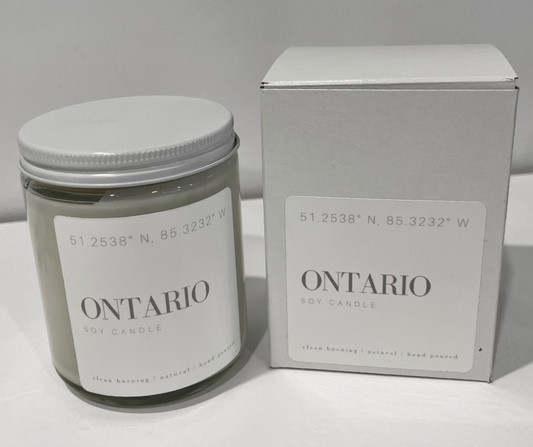 51.2538° N, 85.3232° W
ONTARIO
SOY CANDLE
clean burning | natural | hand poured
51.2538° N, 85.3232° W
ONTARIO
SOY CANDLE
clean burning | natural | hand poured